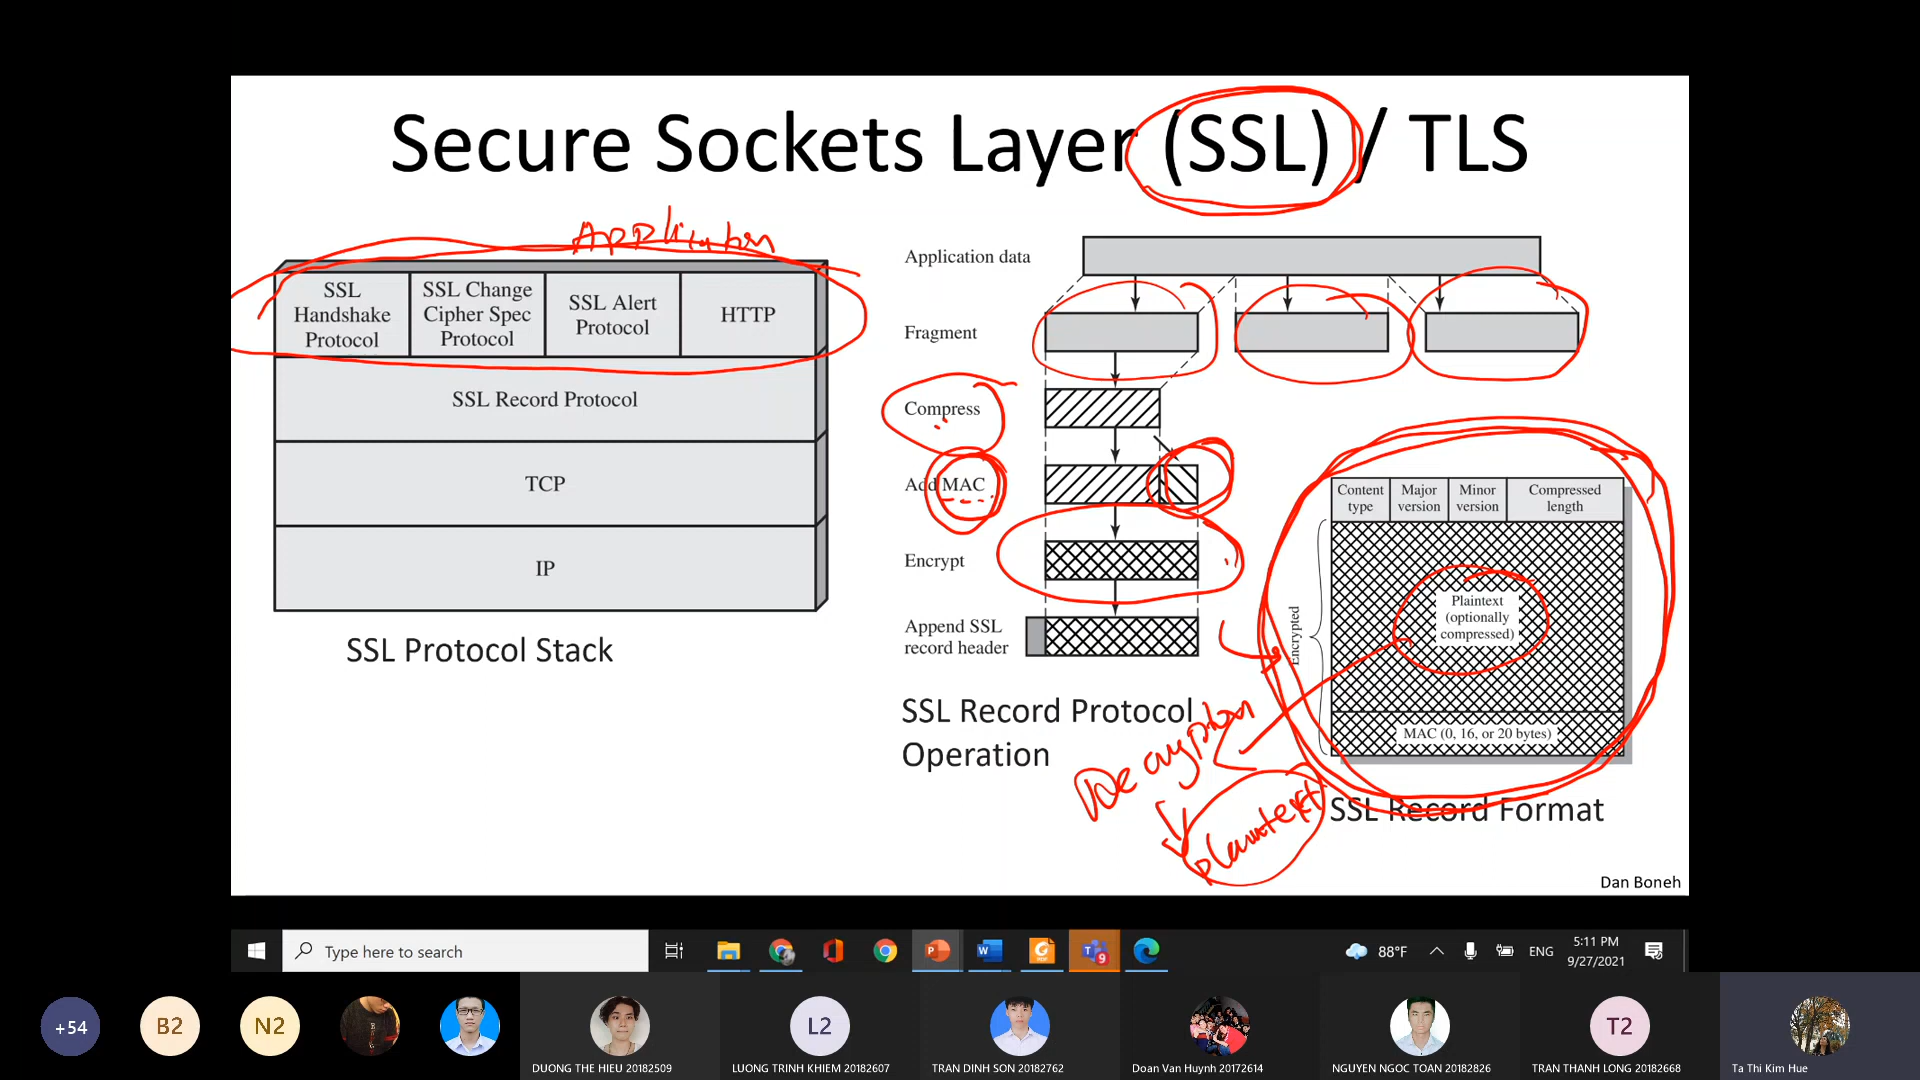 Secure Sockets Layer (SSL) / TLS
Application
SSL
Handshake
Protocol
SSL Change
Cipher Spec
Protocol
SSL Alert
Protocol
HTTP
SSL Record Protocol
TCP
IP
SSL Protocol Stack
Application data
Fragment
Compress
Add MAC
Encrypt
Append SSL
record header
SSL Record Protocol
Operation
Content
type
Major
version
Minor
version
Compressed
length
Encrypted
Plaintext
(optionally
compressed)
MAC (0, 16, or 20 bytes)
SSL Record Format
Decryption
plaintext
Dan Boneh
Type here to search
9
88°F
ENG
5:11 PM
9/27/2021
+54
B2
N2
DUONG THE HIEU 20182509
L2
LUONG TRINH KHIEM 20182607
TRAN DINH SON 20182762
Doan Van Huynh 20172614
NGUYEN NGOC TOAN 20182826
T2
TRAN THANH LONG 20182668
Ta Thi Kim Hue